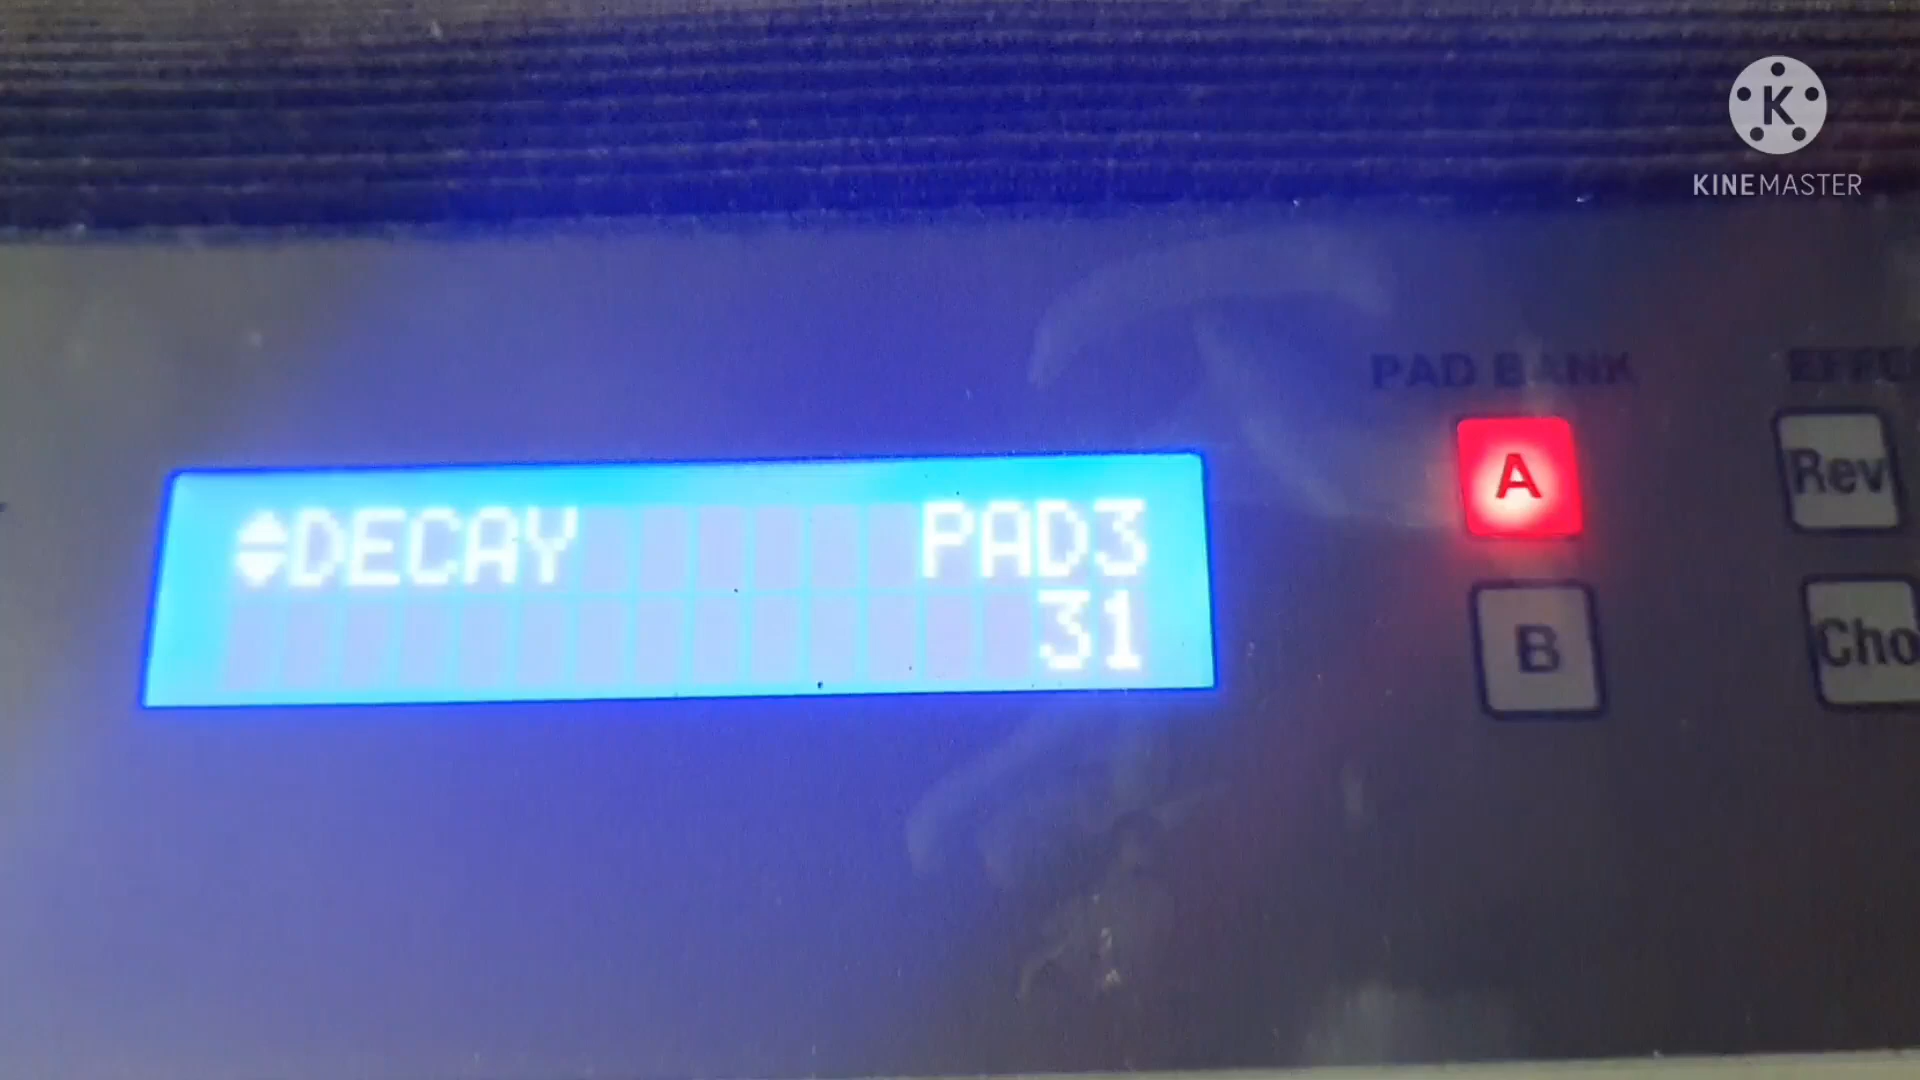 K
KINEMASTER
PAD BANK
A
Rev
DECAY PAD3
31
B
Cho